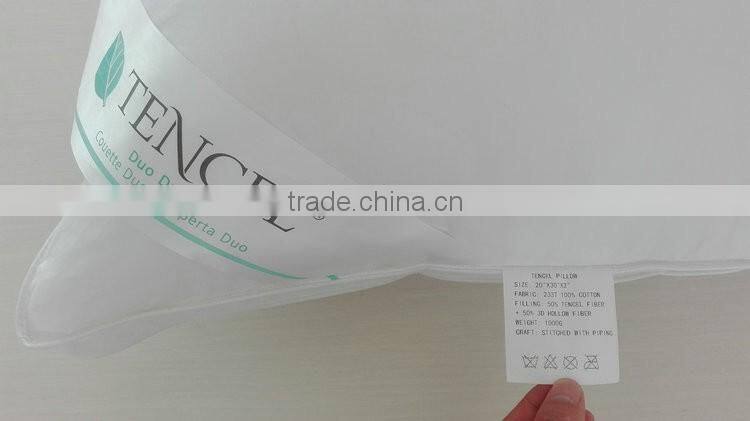 TENCEL
®
Duo D
Couette Duo
perta Duo
trade.china.cn
TENCEL PILLOW
SIZE: 20"X30"X2"
FABRIC: 233T 100% COTTON
FILLING: 50% TENCEL FIBER
+ 50% 3D HOLLOW FIBER
WEIGHT: 1000G
CRAFT: STITCHED WITH PIPING